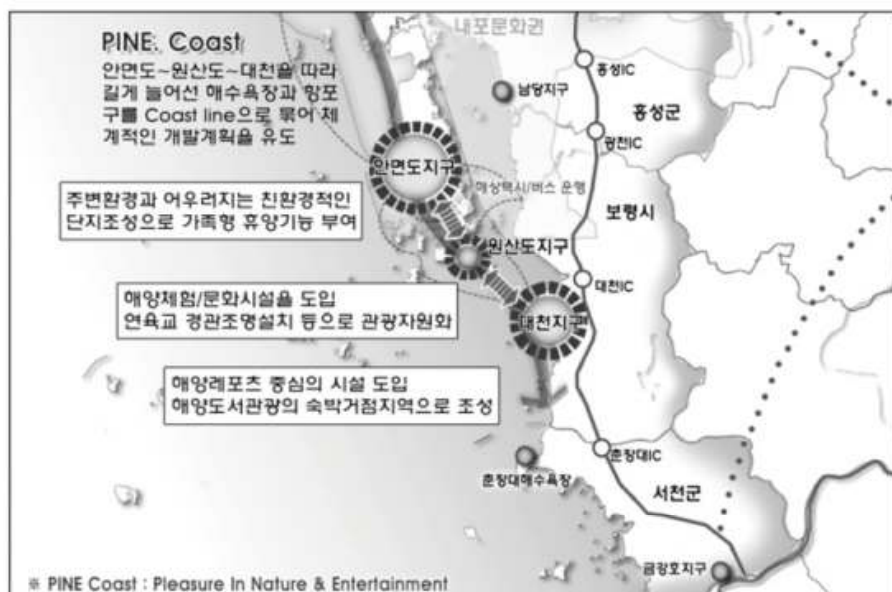 내포문화권
PINE. Coast
안면도~원산도~대천을 따라
길게 늘어선 해수욕장과 항포
구를 Coast line으로 묶어 체
계적인 개발계획을 유도
홍성IC
남당지구
홍성군
광천IC
안면도지구
해상택시/버스 운행
주변환경과 어우러지는 친환경적인
단지조성으로 가족형 휴양기능 부여
보령시
원산도지구
대천IC
해양체험/문화시설을 도입
연육교 경관조명설치 등으로 관광자원화
대천지구
해양레포츠 중심의 시설 도입
해양도서관광의 숙박거점지역으로 조성
춘장대IC
춘장대해수욕장
서천군
금강호지구
※ PINE Coast : Pleasure In Nature & Entertainment